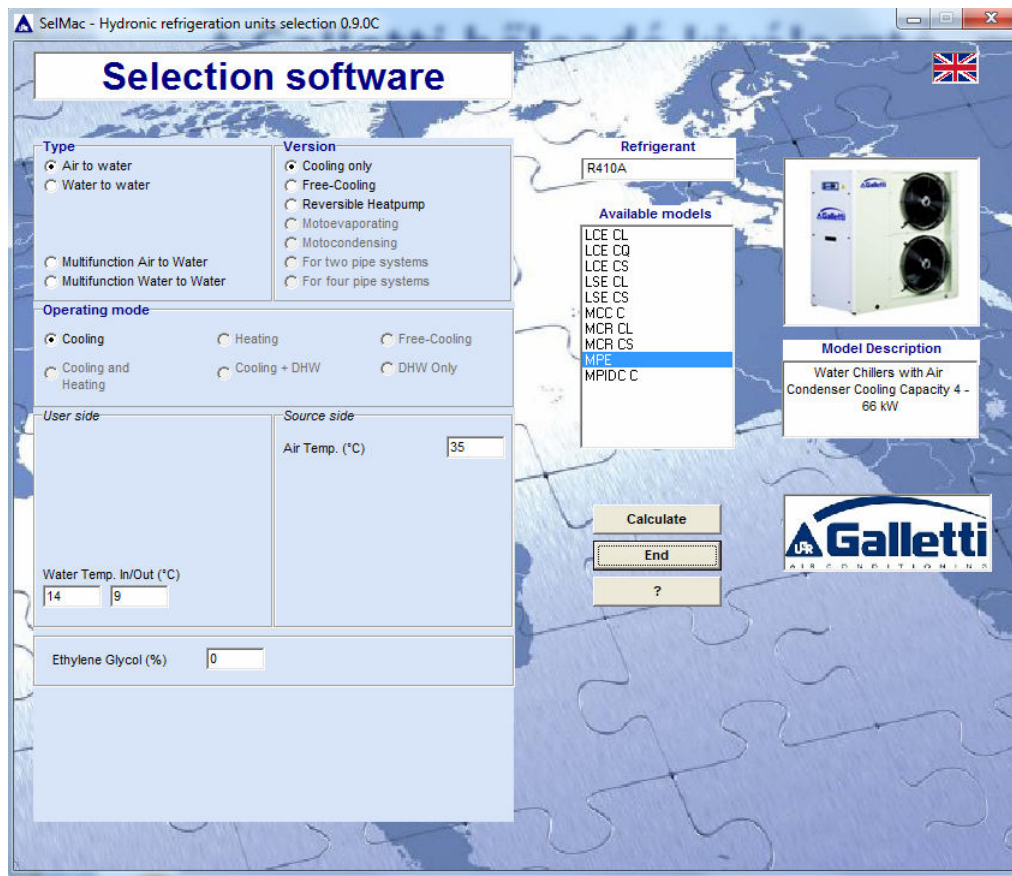 SelMac - Hydronic refrigeration units selection 0.9.0C
Selection software
Type
Air to water
Water to water
Multifunction Air to Water
Multifunction Water to Water
Version
Cooling only
Free-Cooling
Reversible Heatpump
Motoevaporating
Motocondensing
For two pipe systems
For four pipe systems
Operating mode
Cooling
Heating
Free-Cooling
Cooling and
Heating
Cooling + DHW
DHW Only
User side
Water Temp. In/Out (°C)
14 9
Source side
Air Temp. (°C) 35
Ethylene Glycol (%) 0
Refrigerant
R410A
Available models
LCE CL
LCE CQ
LCE CS
LSE CL
LSE CS
MCC C
MCR CL
MCR CS
MPE
MPIDC C
Calculate
End
?
Galletti
Galletti
Model Description
Water Chillers with Air
Condenser Cooling Capacity 4 -
66 kW
Galletti
AIR CONDITIONING